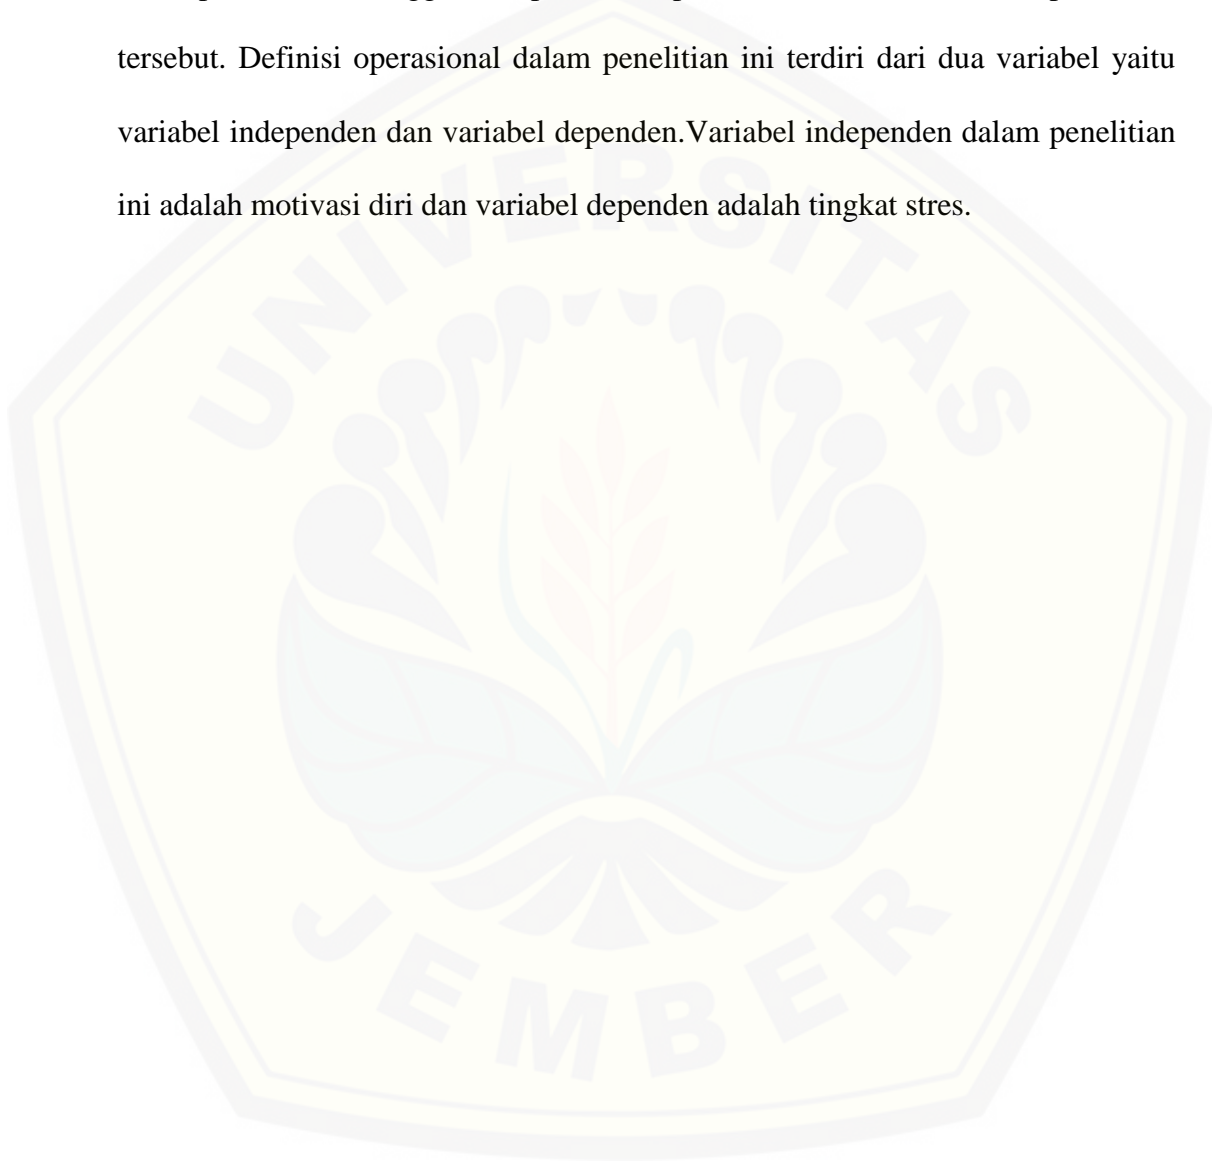 tersebut. Definisi operasional dalam penelitian ini terdiri dari dua variabel yaitu
variabel independen dan variabel dependen.Variabel independen dalam penelitian
ini adalah motivasi diri dan variabel dependen adalah tingkat stres.
UNIVERSITAS
JEMBER